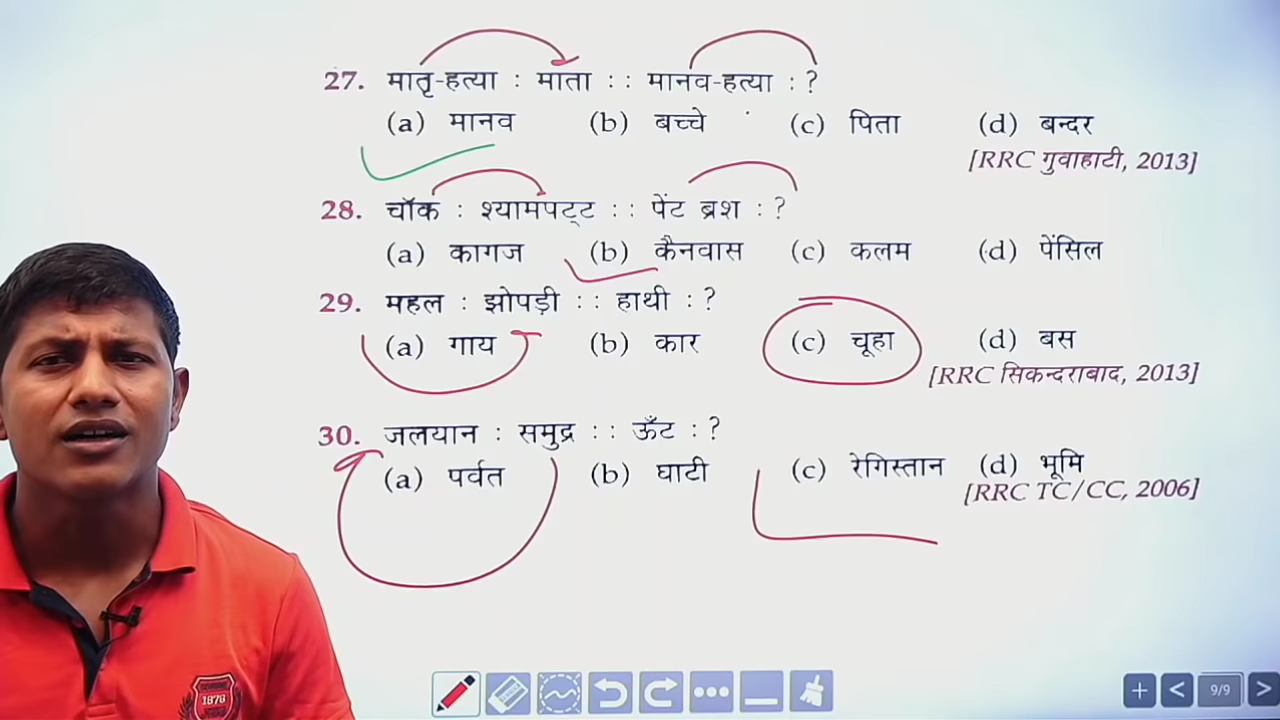 27. मातृ-हत्या : माता : : मानव-हत्या : ?
(a) मानव (b) बच्चे (c) पिता (d) बन्दर
[RRC गुवाहाटी, 2013]
28. चॉक : श्यामपट्ट : : पेंट ब्रश : ?
(a) कागज (b) कैनवास (c) कलम (d) पेंसिल
29. महल : झोपड़ी : : हाथी : ?
(a) गाय (b) कार (c) चूहा (d) बस
[RRC सिकन्दराबाद, 2013]
30. जलयान : समुद्र : : ऊँट : ?
(a) पर्वत (b) घाटी (c) रेगिस्तान (d) भूमि
[RRC TC/CC, 2006]
1876
9/9